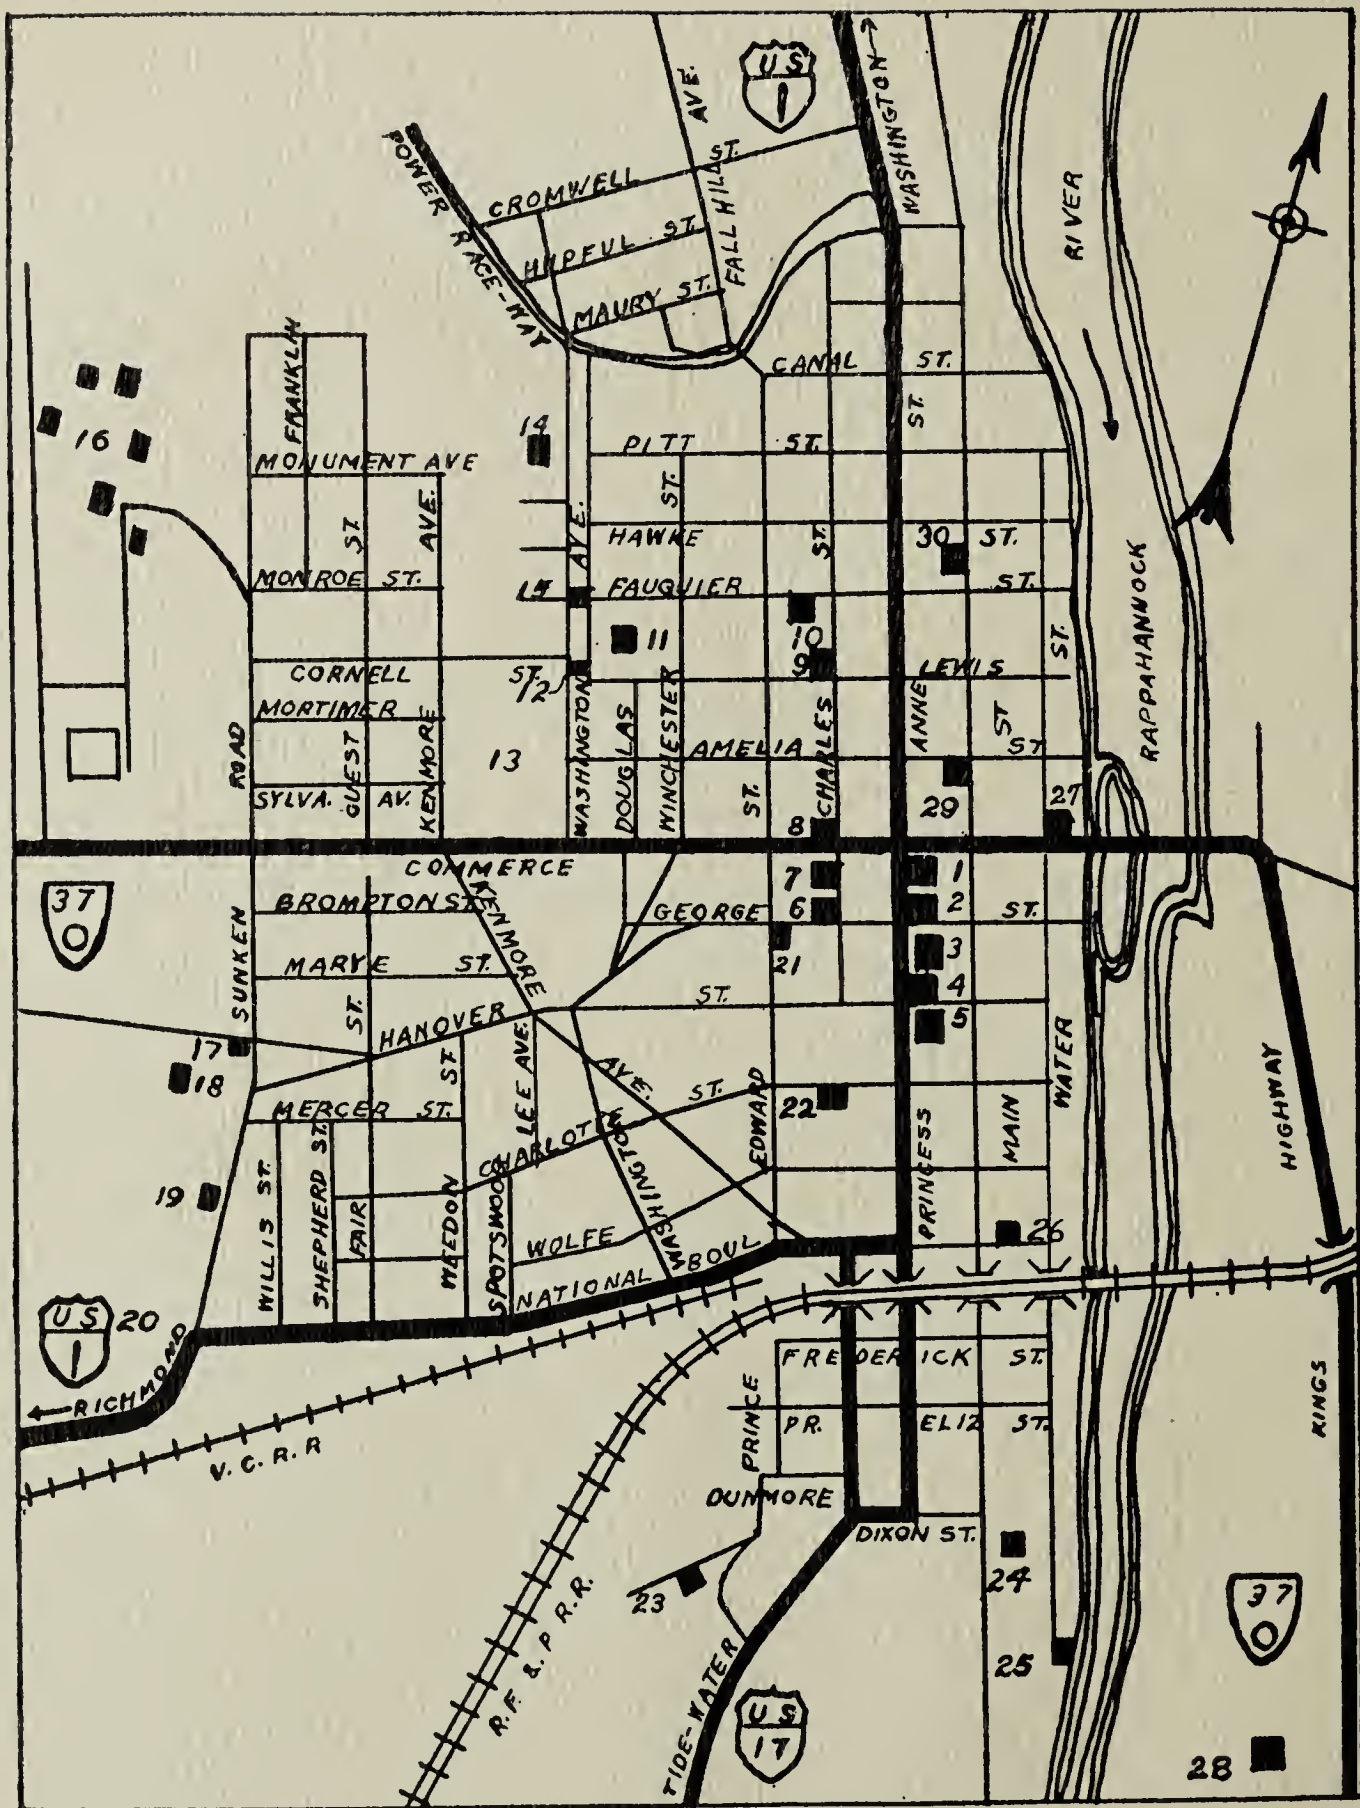 US
1
WASHINGTON
AVE.
ST.
FALL HILL
POWER RACE-WAY
CROMWELL
HOPEFUL ST.
MAURY ST.
RIVER
CANAL ST.
ST.
FRANKLIN
16
14
PITT ST.
MONUMENT AVE
ST.
ST
AVE.
AVE.
HAWKE ST.
ST.
30
MONROE ST.
FAUQUIER ST.
11
10
9
ST.
RAPPAHANNOCK
CORNELL ST.
12
LEWIS
MORTIMER
ROAD
GUEST
KENMORE
13
WASHINGTON
DOUGLAS
WINCHESTER
AMELIA ST
ST.
CHARLES
ANNE
ST
SYLVA. AV.
8
29
27
COMMERCE
37
BROMPTON ST.
KENMORE
GEORGE ST.
7
6
1
2
3
4
5
21
SUNKEN
MARYE ST.
ST.
HANOVER
ST.
17
18
ST
LEE AVE.
AVE.
WATER
HIGHWAY
MERCER ST.
CHARLOTTE ST.
EDWARD
22
PRINCESS
MAIN
19
WILLIS ST.
SHEPHERD ST.
FAIR
WEEDON
SPOTSWOOD
WOLFE
WASHINGTON
26
NATIONAL BOUL
US
1
20
RICHMOND
V. C. R. R
FREDERICK ST.
PRINCE
PR. ELIZ ST.
KINGS
DUNMORE
DIXON ST.
23
24
25
R.F. & P R.R.
TIDE-WATER
US
17
37
28